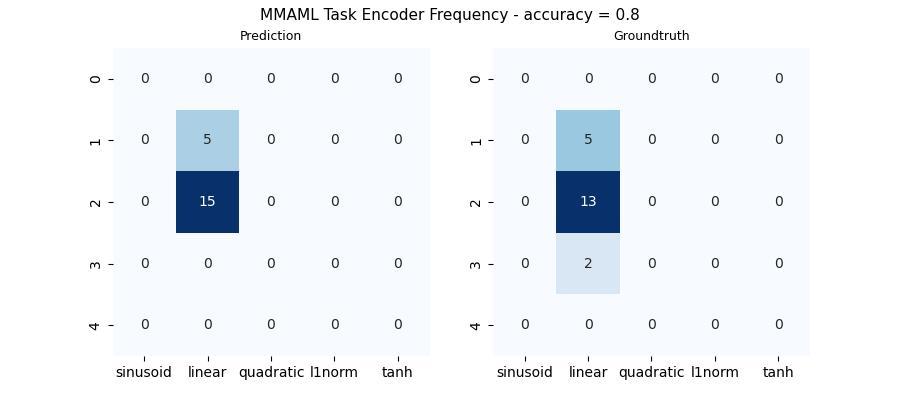 MMAML Task Encoder Frequency - accuracy = 0.8
Prediction Groundtruth
0 0 0 0 0 0 0 0 0 0 0 0
1 0 5 0 0 0 1 0 5 0 0 0
2 0 15 0 0 0 2 0 13 0 0 0
3 0 0 0 0 0 3 0 2 0 0 0
4 0 0 0 0 0 4 0 0 0 0 0
sinusoid linear quadratic l1norm tanh sinusoid linear quadratic l1norm tanh